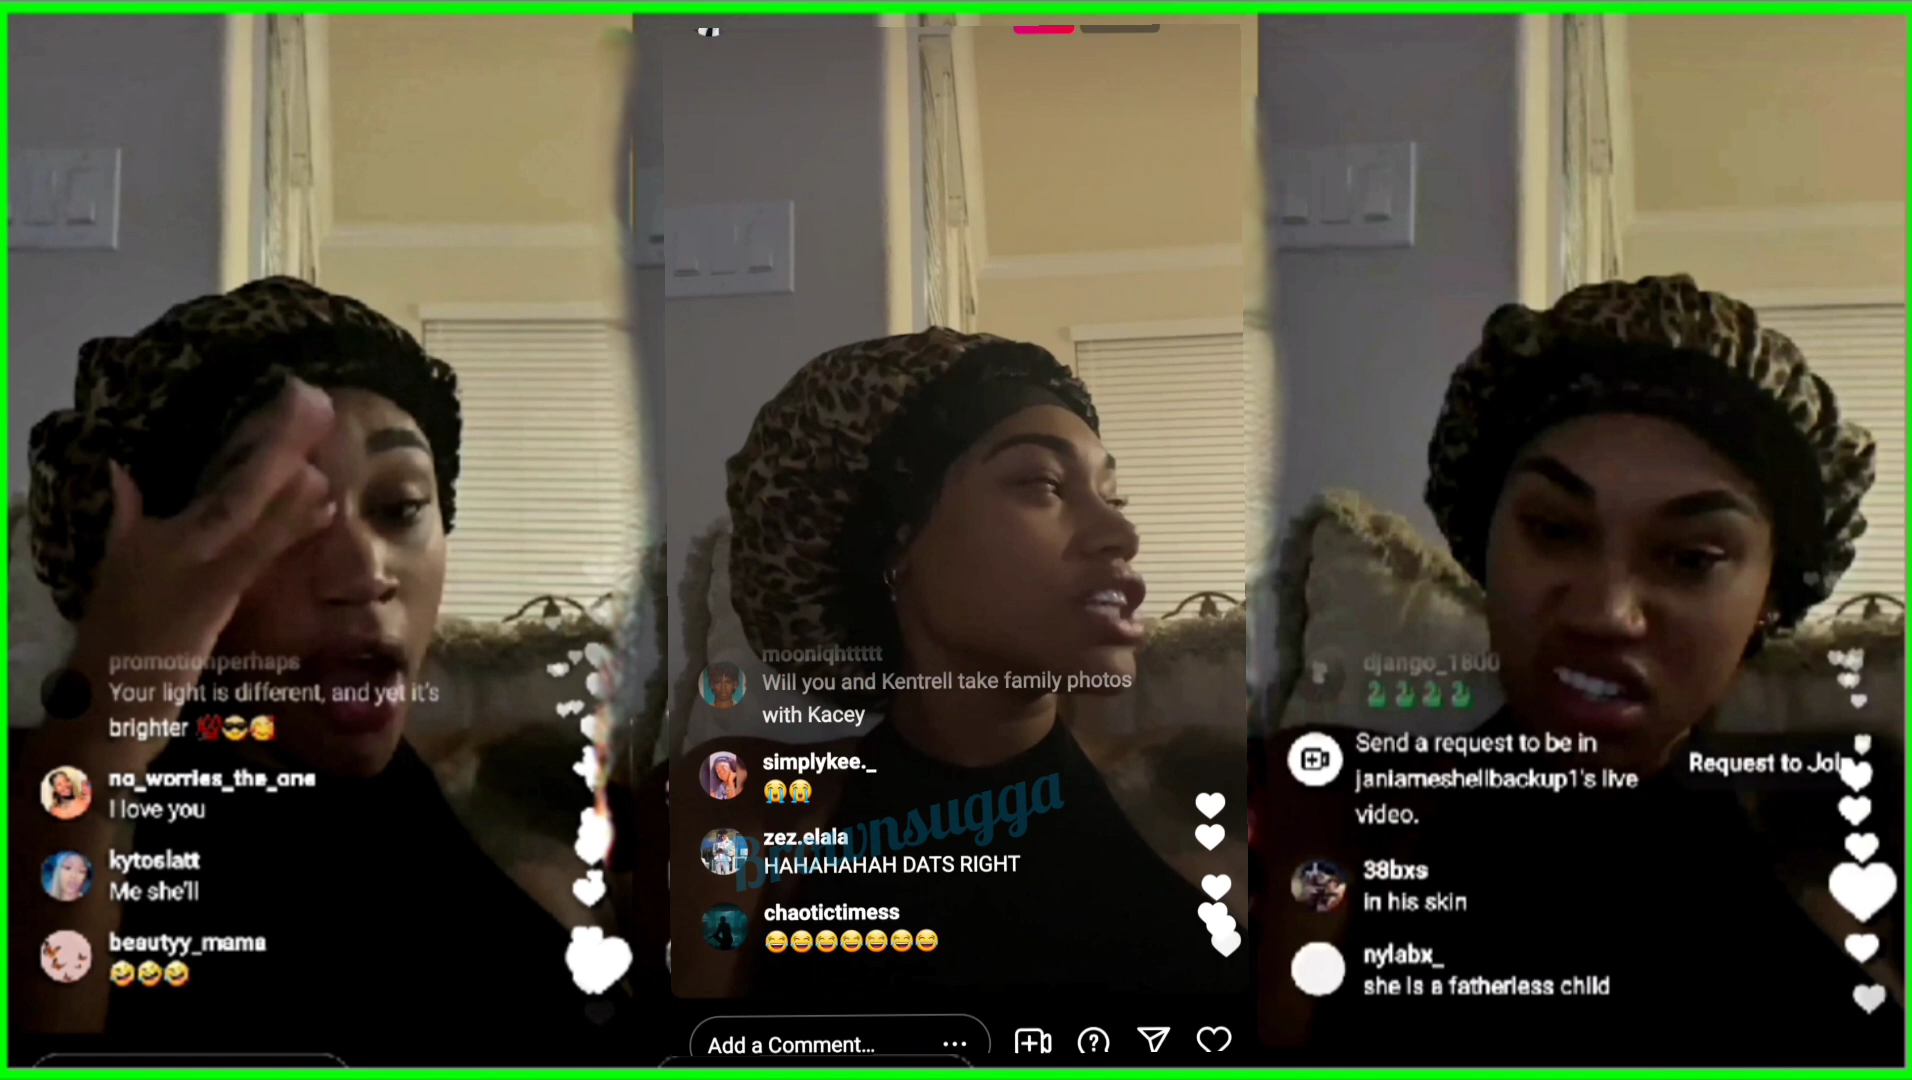 promotionperhaps
Your light is different, and yet it's
brighter 💯😎🥰
no_worries_the_one
I love you
kytoslatt
Me she'll
beautyy_mama
🤣🤣🤣
moonighttttt
Will you and Kentrell take family photos
with Kacey
simplykee._
😭😭
zez.elala
HAHAHAHAH DATS RIGHT
chaotictimess
😂😂😂😂😂😂😂
Brownsugga
Add a Comment...
django_1800
🐉🐉🐉🐉
Send a request to be in
janiameshellbackup1's live
video.
Request to Join
38bxs
in his skin
nylabx_
she is a fatherless child